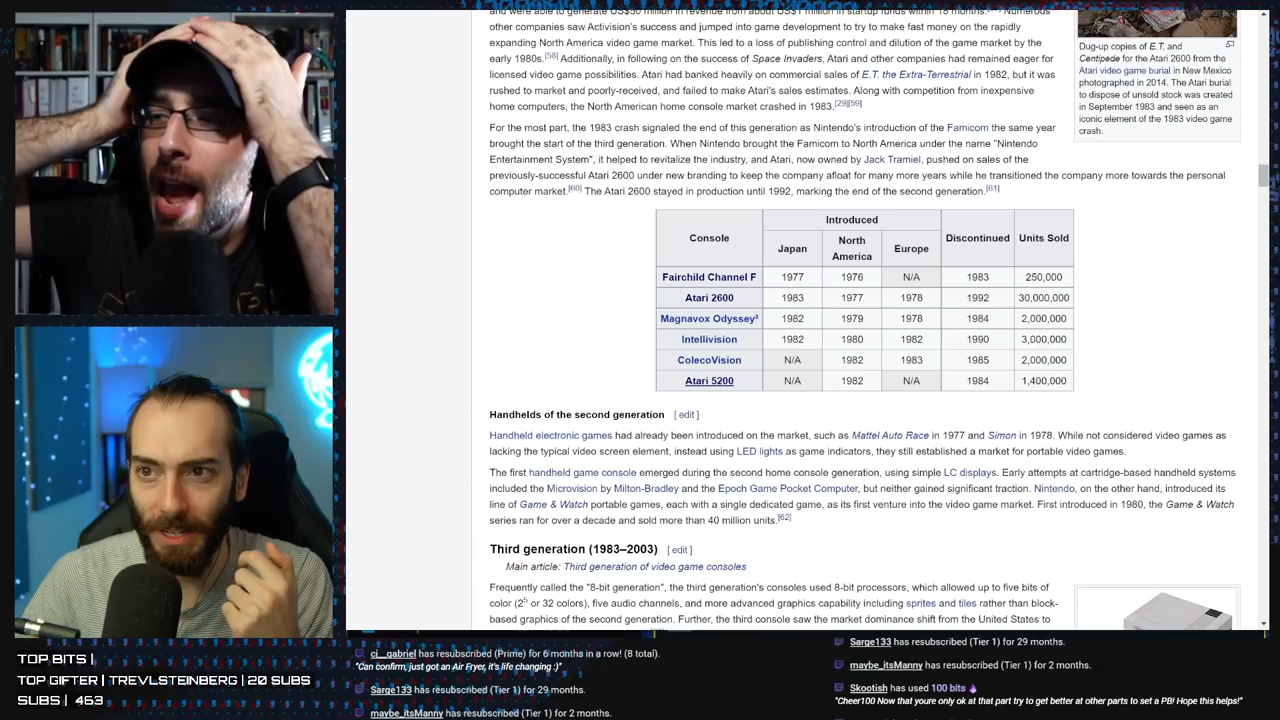 and were able to generate US$50 million in revenue from about US$1 million in startup funds within 18 months. Numerous
other companies saw Activision's success and jumped into game development to try to make fast money on the rapidly
expanding North America video game market. This led to a loss of publishing control and dilution of the game market by the
early 1980s.[58] Additionally, in following on the success of Space Invaders, Atari and other companies had remained eager for
licensed video game possibilities. Atari had banked heavily on commercial sales of E.T. the Extra-Terrestrial in 1982, but it was
rushed to market and poorly-received, and failed to make Atari's sales estimates. Along with competition from inexpensive
home computers, the North American home console market crashed in 1983.[29][59]
Dug-up copies of E.T. and
Centipede for the Atari 2600 from the
Atari video game burial in New Mexico
photographed in 2014. The Atari burial
to dispose of unsold stock was created
in September 1983 and seen as an
iconic element of the 1983 video game
crash.
For the most part, the 1983 crash signaled the end of this generation as Nintendo's introduction of the Famicom the same year
brought the start of the third generation. When Nintendo brought the Famicom to North America under the name "Nintendo
Entertainment System", it helped to revitalize the industry, and Atari, now owned by Jack Tramiel, pushed on sales of the
previously-successful Atari 2600 under new branding to keep the company afloat for many more years while he transitioned the company more towards the personal
computer market.[60] The Atari 2600 stayed in production until 1992, marking the end of the second generation.[61]
Console Introduced Discontinued Units Sold
Japan North America Europe
Fairchild Channel F 1977 1976 N/A 1983 250,000
Atari 2600 1983 1977 1978 1992 30,000,000
Magnavox Odyssey² 1982 1979 1978 1984 2,000,000
Intellivision 1982 1980 1982 1990 3,000,000
ColecoVision N/A 1982 1983 1985 2,000,000
Atari 5200 N/A 1982 N/A 1984 1,400,000
Handhelds of the second generation [ edit ]
Handheld electronic games had already been introduced on the market, such as Mattel Auto Race in 1977 and Simon in 1978. While not considered video games as
lacking the typical video screen element, instead using LED lights as game indicators, they still established a market for portable video games.
The first handheld game console emerged during the second home console generation, using simple LC displays. Early attempts at cartridge-based handheld systems
included the Microvision by Milton-Bradley and the Epoch Game Pocket Computer, but neither gained significant traction. Nintendo, on the other hand, introduced its
line of Game & Watch portable games, each with a single dedicated game, as its first venture into the video game market. First introduced in 1980, the Game & Watch
series ran for over a decade and sold more than 40 million units.[62]
Third generation (1983–2003) [ edit ]
Main article: Third generation of video game consoles
Frequently called the "8-bit generation", the third generation's consoles used 8-bit processors, which allowed up to five bits of
color (2⁵ or 32 colors), five audio channels, and more advanced graphics capability including sprites and tiles rather than block-
based graphics of the second generation. Further, the third console saw the market dominance shift from the United States to
TOP BITS |
TOP GIFTER | TREVLSTEINBERG | 20 SUBS
SUBS | 463
ci__gabriel has resubscribed (Prime) for 6 months in a row! (8 total).
"Can confirm, just got an Air Fryer, it's life changing :)"
Sarge133 has resubscribed (Tier 1) for 29 months.
maybe_itsManny has resubscribed (Tier 1) for 2 months.
Sarge133 has resubscribed (Tier 1) for 29 months.
maybe_itsManny has resubscribed (Tier 1) for 2 months.
Skootish has used 100 bits
"Cheer100 Now that youre only ok at that part try to get better at other parts to set a PB! Hope this helps!"